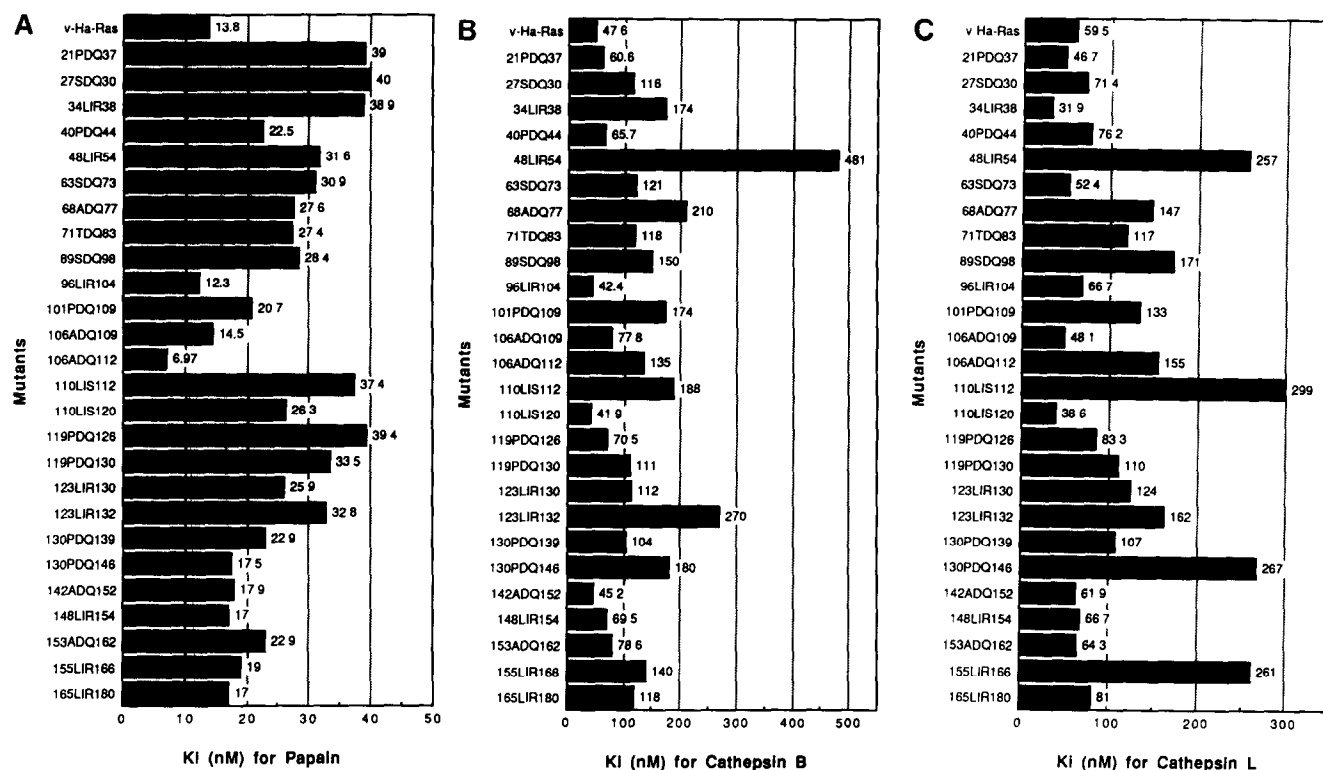 A
v-Ha-Ras 13.8
21PDQ37 39
27SDQ30 40
34LIR38 38 9
40PDQ44 22.5
48LIR54 31 6
63SDQ73 30 9
68ADQ77 27 6
71TDQ83 27 4
89SDQ98 28 4
96LIR104 12.3
101PDQ109 20 7
106ADQ109 14.5
106ADQ112 6.97
110LIS112 37 4
110LIS120 26 3
119PDQ126 39 4
119PDQ130 33 5
123LIR130 25 9
123LIR132 32 8
130PDQ139 22 9
130PDQ146 17 5
142ADQ152 17 9
148LIR154 17
153ADQ162 22 9
155LIR166 19
165LIR180 17
Mutants
0 10 20 30 40 50
Ki (nM) for Papain
B
v-Ha-Ras 47 6
21PDQ37 60.6
27SDQ30 116
34LIR38 174
40PDQ44 65.7
48LIR54 481
63SDQ73 121
68ADQ77 210
71TDQ83 118
89SDQ98 150
96LIR104 42.4
101PDQ109 174
106ADQ109 77 8
106ADQ112 135
110LIS112 188
110LIS120 41 9
119PDQ126 70 5
119PDQ130 111
123LIR130 112
123LIR132 270
130PDQ139 104
130PDQ146 180
142ADQ152 45 2
148LIR154 69 5
153ADQ162 78 6
155LIR166 140
165LIR180 118
Mutants
0 100 200 300 400 500
Ki (nM) for Cathepsin B
C
v Ha-Ras 59 5
21PDQ37 46 7
27SDQ30 71 4
34LIR38 31 9
40PDQ44 76 2
48LIR54 257
63SDQ73 52 4
68ADQ77 147
71TDQ83 117
89SDQ98 171
96LIR104 66 7
101PDQ109 133
106ADQ109 48 1
106ADQ112 155
110LIS112 299
110LIS120 38 6
119PDQ126 83 3
119PDQ130 110
123LIR130 124
123LIR132 162
130PDQ139 107
130PDQ146 267
142ADQ152 61 9
148LIR154 66 7
153ADQ162 64 3
155LIR166 261
165LIR180 81
Mutants
0 100 200 300
Ki (nM) for Cathepsin L